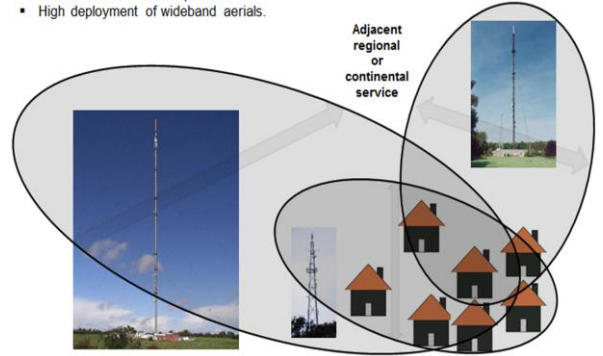 ▪ High deployment of wideband aerials.
Adjacent
regional
or
continental
service